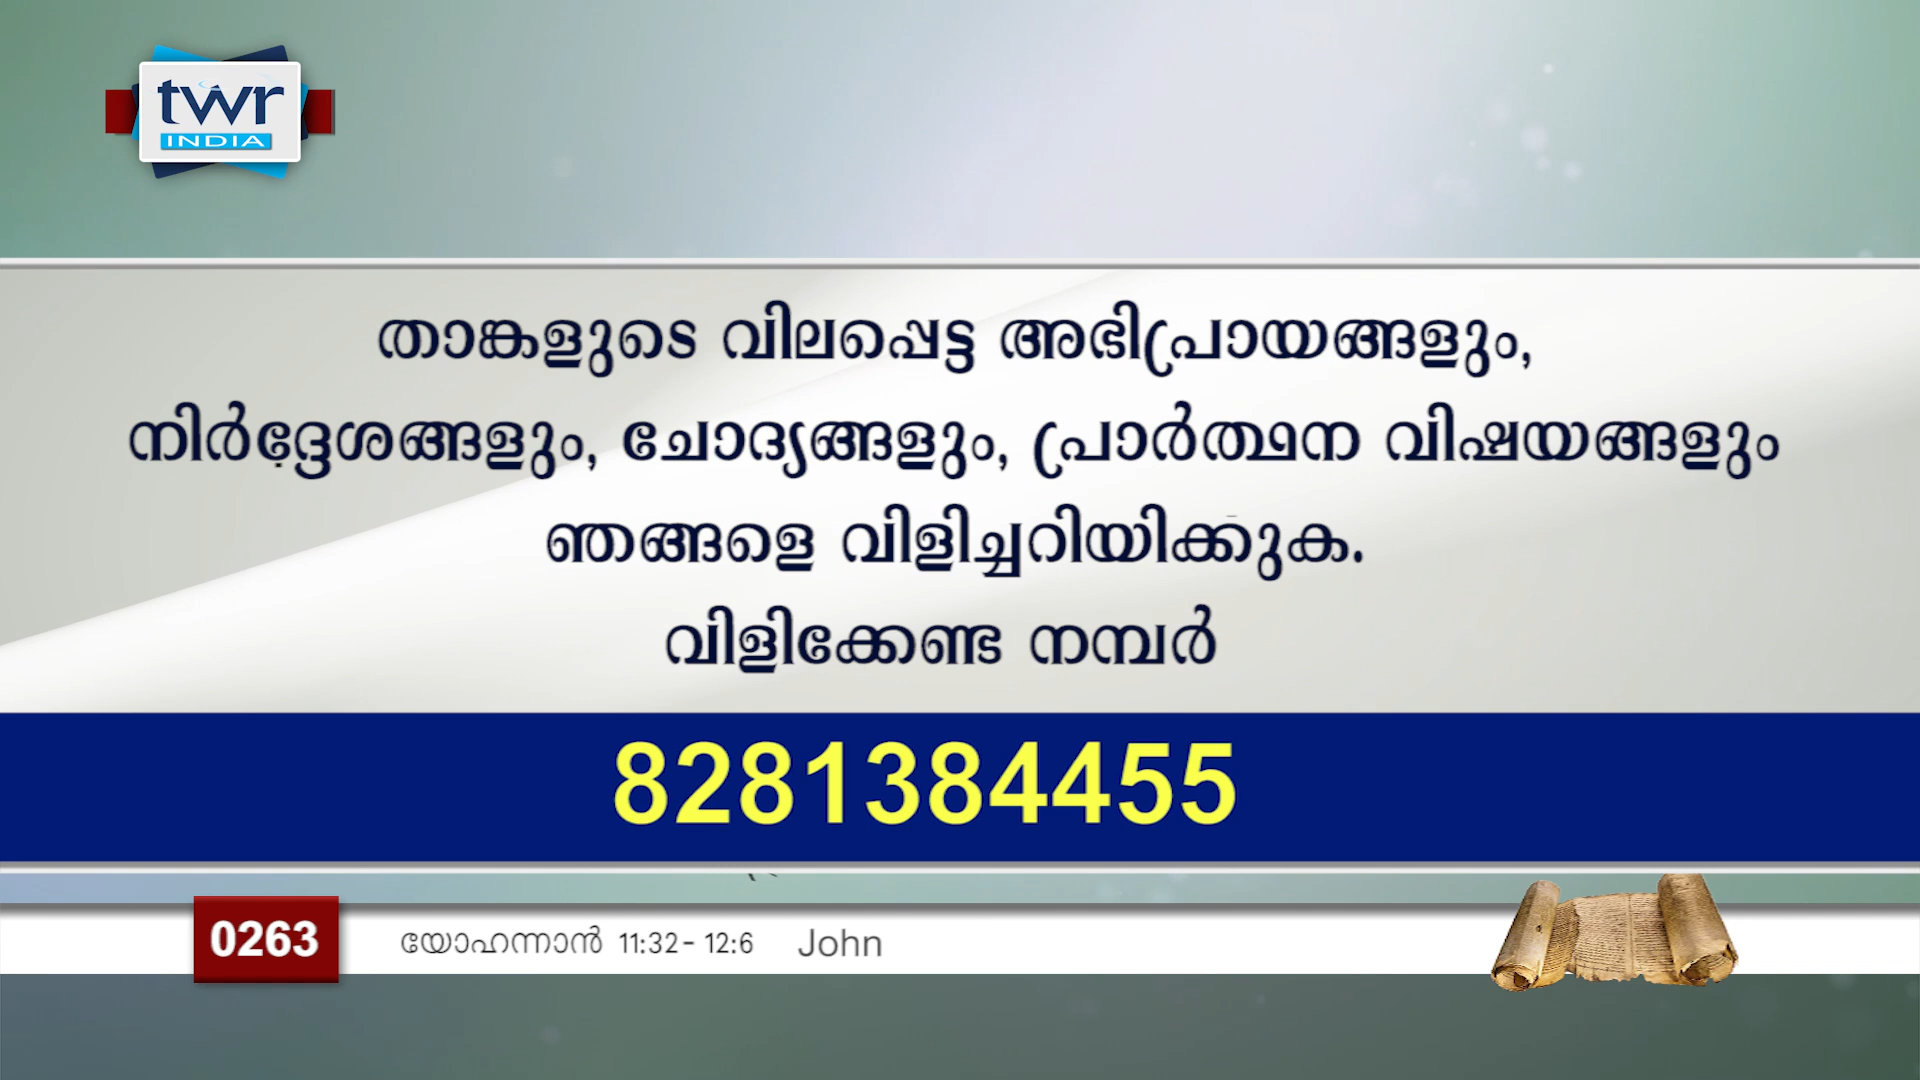 twr
INDIA
താങ്കളുടെ വിലപ്പെട്ട അഭിപ്രായങ്ങളും,
നിർദ്ദേശങ്ങളും, ചോദ്യങ്ങളും, പ്രാർത്ഥന വിഷയങ്ങളും
ഞങ്ങളെ വിളിച്ചറിയിക്കുക.
വിളിക്കേണ്ട നമ്പർ
8281384455
0263 യോഹന്നാൻ 11:32- 12:6 John